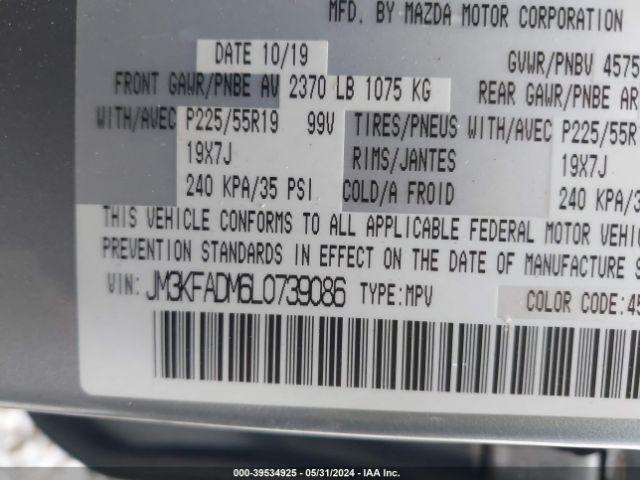 MFD. BY MAZDA MOTOR CORPORATION
DATE 10/19 GVWR/PNBV 4575
FRONT GAWR/PNBE AV 2370 LB 1075 KG REAR GAWR/PNBE AR
WITH/AVEC P225/55R19 99V TIRES/PNEUS WITH/AVEC P225/55R
19X7J RIMS/JANTES 19X7J
240 KPA/35 PSI COLD/A FROID 240 KPA/3
THIS VEHICLE CONFORMS TO ALL APPLICABLE FEDERAL MOTOR VEHIC
PREVENTION STANDARDS IN EFFECT ON THE DATE OF MANUFACTURE S
VIN: JM3KFADM6L0739086 TYPE:MPV COLOR CODE:45
000-39534925 - 05/31/2024 - IAA Inc.